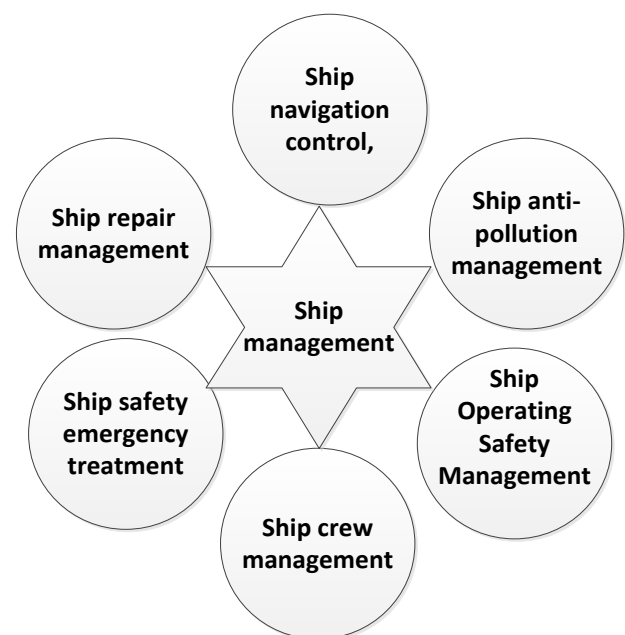 Ship
navigation
control,
Ship repair
management
Ship anti-
pollution
management
Ship
management
Ship safety
emergency
treatment
Ship
Operating
Safety
Management
Ship crew
management